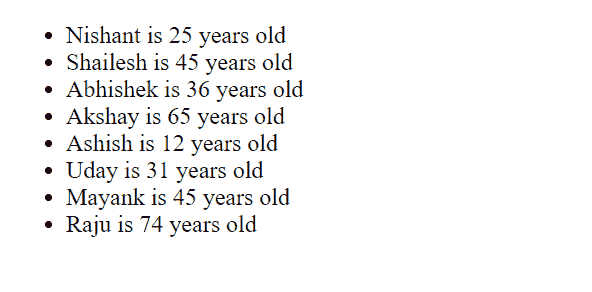 Nishant is 25 years old
Shailesh is 45 years old
Abhishek is 36 years old
Akshay is 65 years old
Ashish is 12 years old
Uday is 31 years old
Mayank is 45 years old
Raju is 74 years old